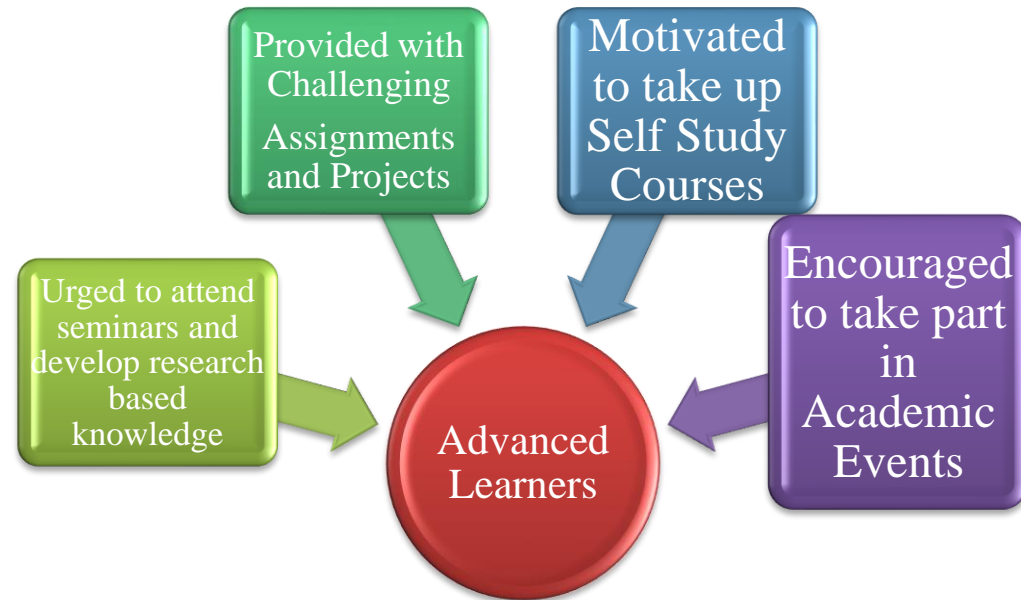 Provided with
Challenging
Assignments
and Projects
Motivated
to take up
Self Study
Courses
Urged to attend
seminars and
develop research
based
knowledge
Encouraged
to take part
in
Academic
Events
Advanced
Learners